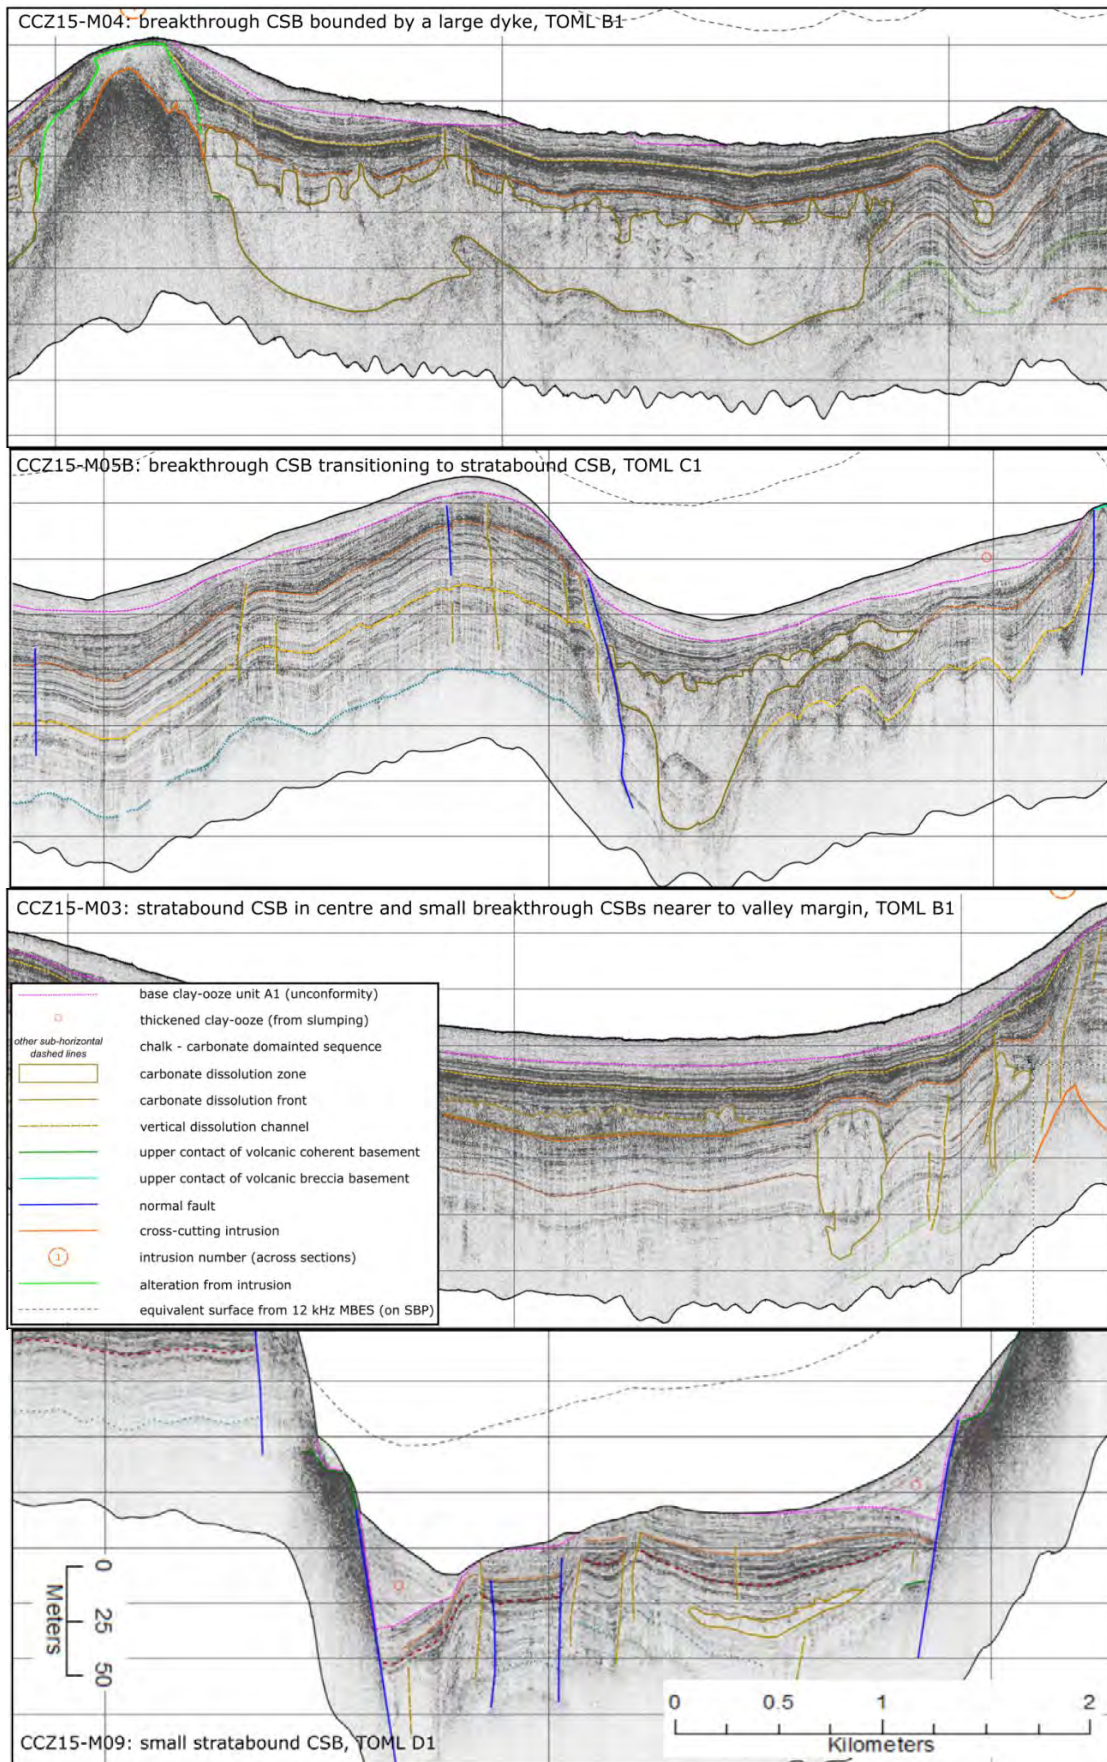 CCZ15-M04: breakthrough CSB bounded by a large dyke, TOML B1
CCZ15-M05B: breakthrough CSB transitioning to stratabound CSB, TOML C1
CCZ15-M03: stratabound CSB in centre and small breakthrough CSBs nearer to valley margin, TOML B1
base clay-ooze unit A1 (unconformity)
thickened clay-ooze (from slumping)
other sub-horizontal
dashed lines
chalk - carbonate domainted sequence
carbonate dissolution zone
carbonate dissolution front
vertical dissolution channel
upper contact of volcanic coherent basement
upper contact of volcanic breccia basement
normal fault
cross-cutting intrusion
1
intrusion number (across sections)
alteration from intrusion
equivalent surface from 12 kHz MBES (on SBP)
0
25
50
Meters
0 0.5 1 2
Kilometers
CCZ15-M09: small stratabound CSB, TOML D1